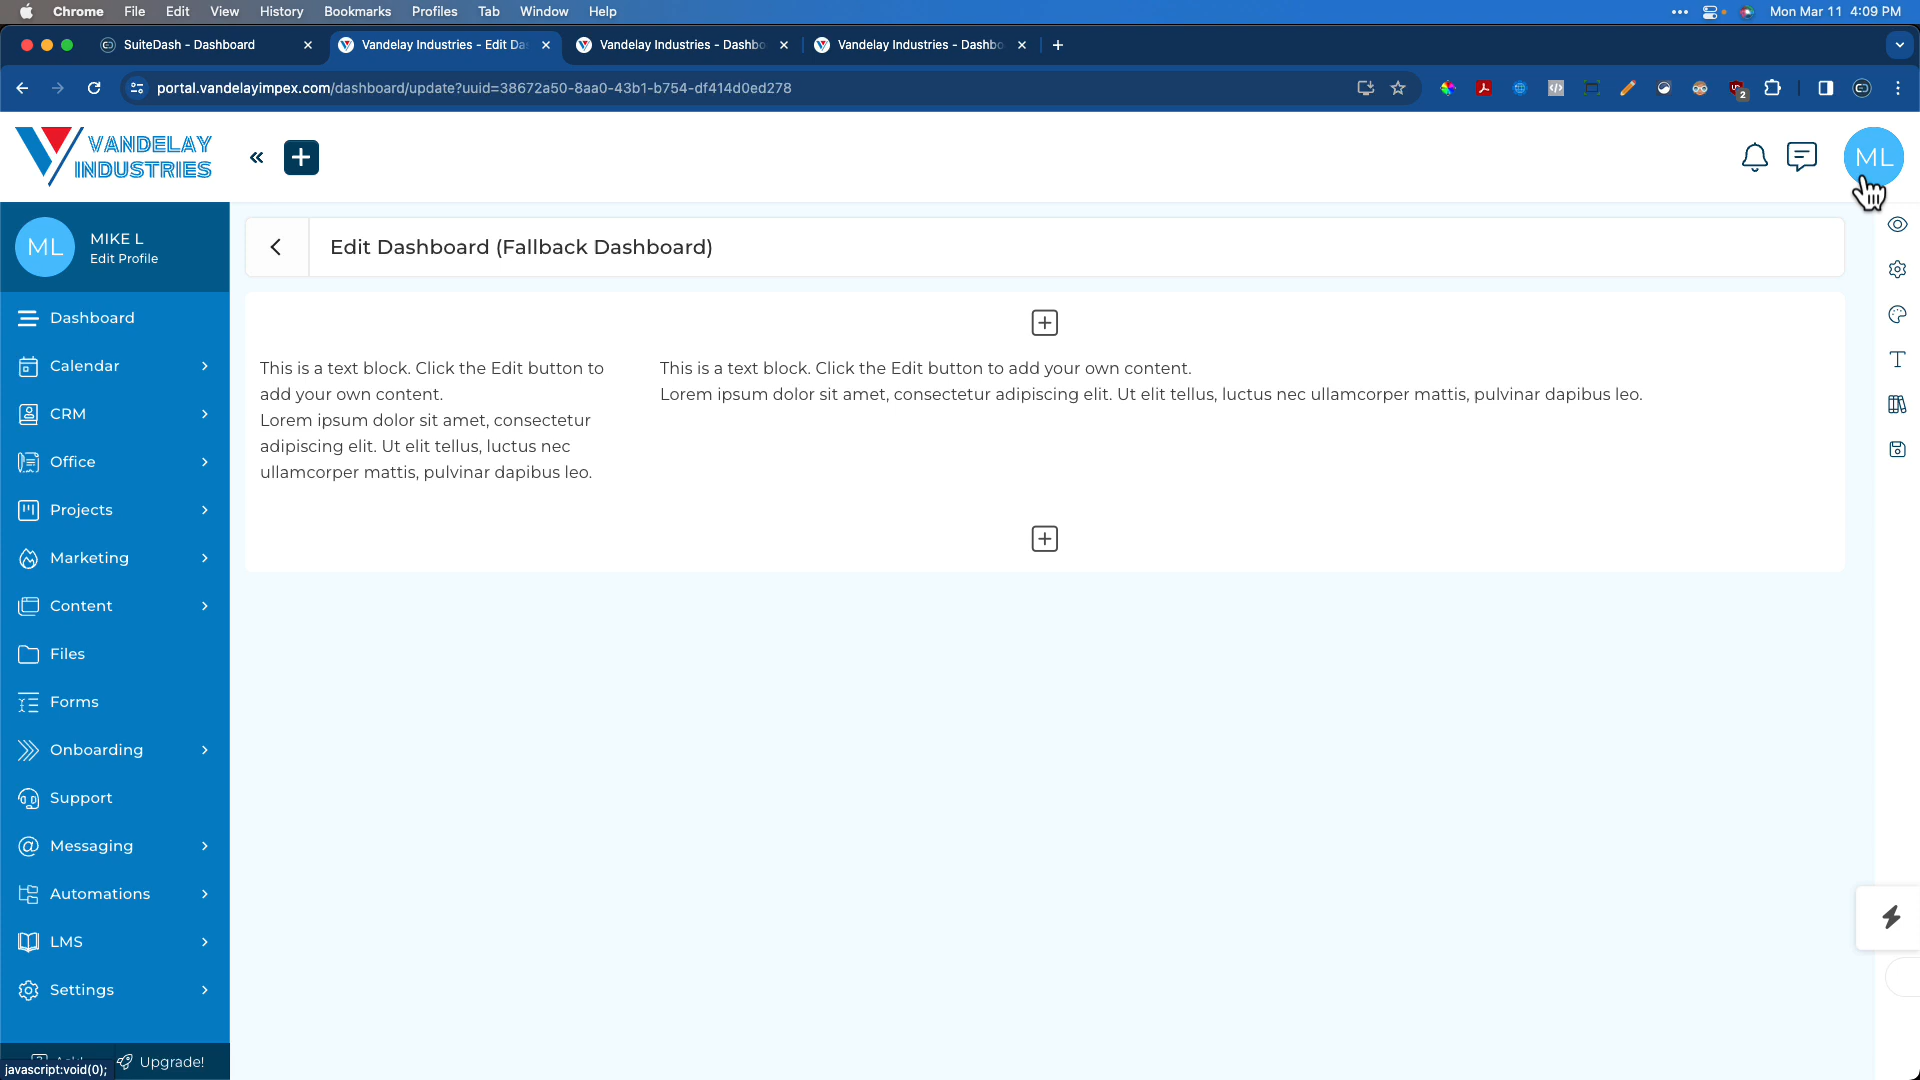 Chrome File Edit View History Bookmarks Profiles Tab Window Help Mon Mar 11 4:09 PM
SuiteDash - Dashboard
Vandelay Industries - Edit Da
Vandelay Industries - Dashbo
Vandelay Industries - Dashbo
portal.vandelayimpex.com/dashboard/update?uuid=38672a50-8aa0-43b1-b754-df414d0ed278
2
VANDELAY
INDUSTRIES
ML
ML
MIKE L
Edit Profile
Edit Dashboard (Fallback Dashboard)
Dashboard
Calendar
CRM
Office
Projects
Marketing
Content
Files
Forms
Onboarding
Support
Messaging
Automations
LMS
Settings
Upgrade!
javascript:void(0);
This is a text block. Click the Edit button to
add your own content.
Lorem ipsum dolor sit amet, consectetur
adipiscing elit. Ut elit tellus, luctus nec
ullamcorper mattis, pulvinar dapibus leo.
This is a text block. Click the Edit button to add your own content.
Lorem ipsum dolor sit amet, consectetur adipiscing elit. Ut elit tellus, luctus nec ullamcorper mattis, pulvinar dapibus leo.